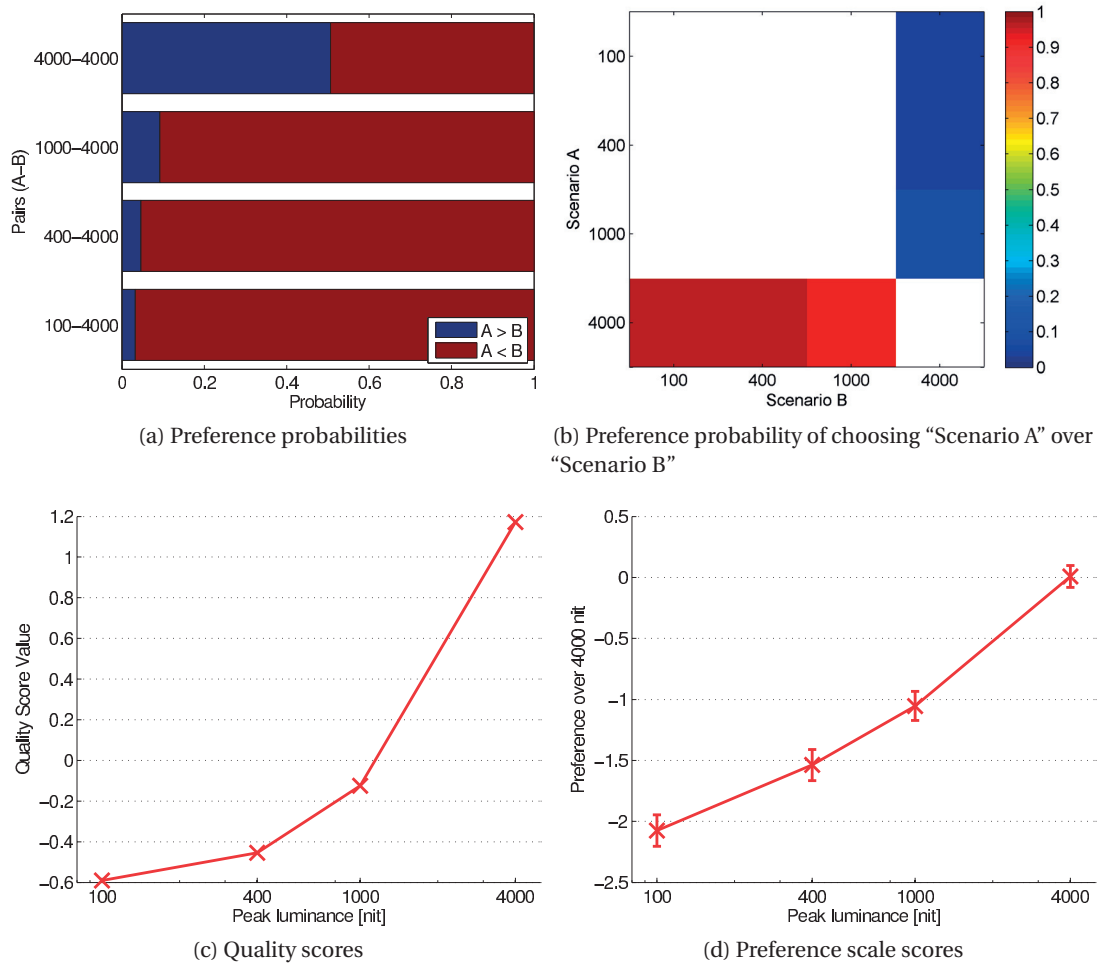 4000−4000
1000−4000
400−4000
100−4000
Pairs (A−B)
A > B
A < B
0 0.2 0.4 0.6 0.8 1
Probability
(a) Preference probabilities
100
400
1000
4000
Scenario A
100 400 1000 4000
Scenario B
1
0.9
0.8
0.7
0.6
0.5
0.4
0.3
0.2
0.1
0
(b) Preference probability of choosing “Scenario A” over
“Scenario B”
1.2
1
0.8
0.6
0.4
0.2
0
−0.2
−0.4
−0.6
Quality Score Value
100 400 1000 4000
Peak luminance [nit]
(c) Quality scores
0.5
0
−0.5
−1
−1.5
−2
−2.5
Preference over 4000 nit
100 400 1000 4000
Peak luminance [nit]
(d) Preference scale scores